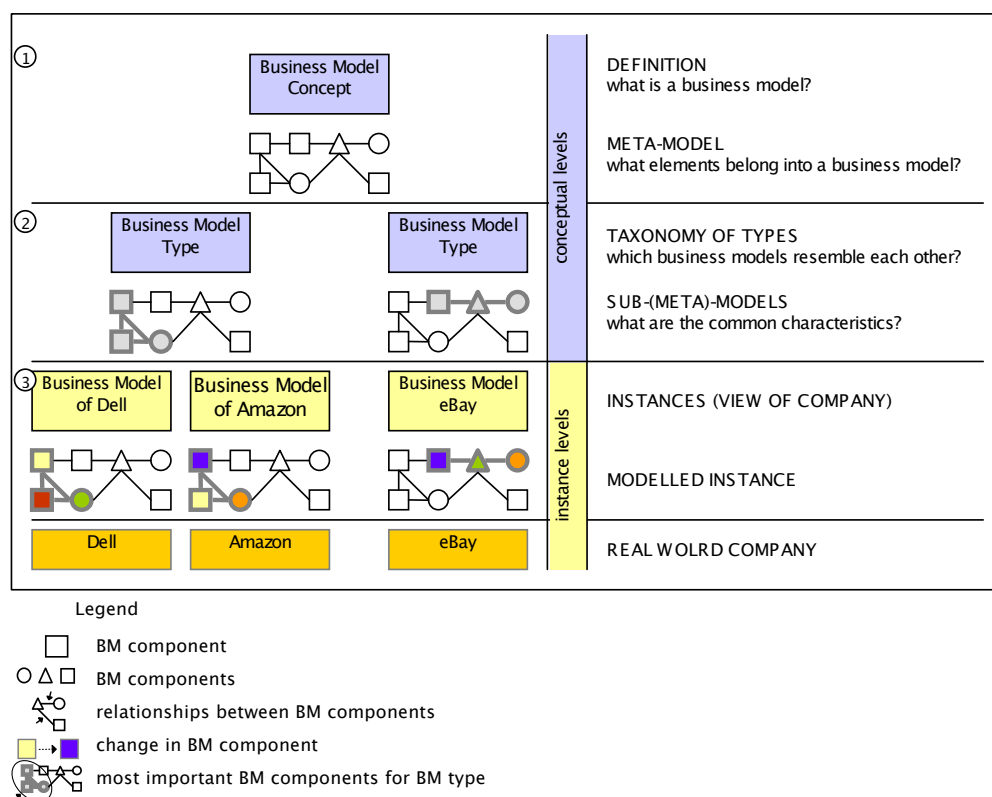 1
Business Model
Concept
DEFINITION
what is a business model?
META-MODEL
what elements belong into a business model?
conceptual levels
2
Business Model
Type
Business Model
Type
TAXONOMY OF TYPES
which business models resemble each other?
SUB-(META)-MODELS
what are the common characteristics?
3
Business Model
of Dell
Business Model
of Amazon
Business Model
eBay
INSTANCES (VIEW OF COMPANY)
instance levels
MODELLED INSTANCE
Dell
Amazon
eBay
REAL WOLRD COMPANY
Legend
BM component
BM components
relationships between BM components
change in BM component
most important BM components for BM type